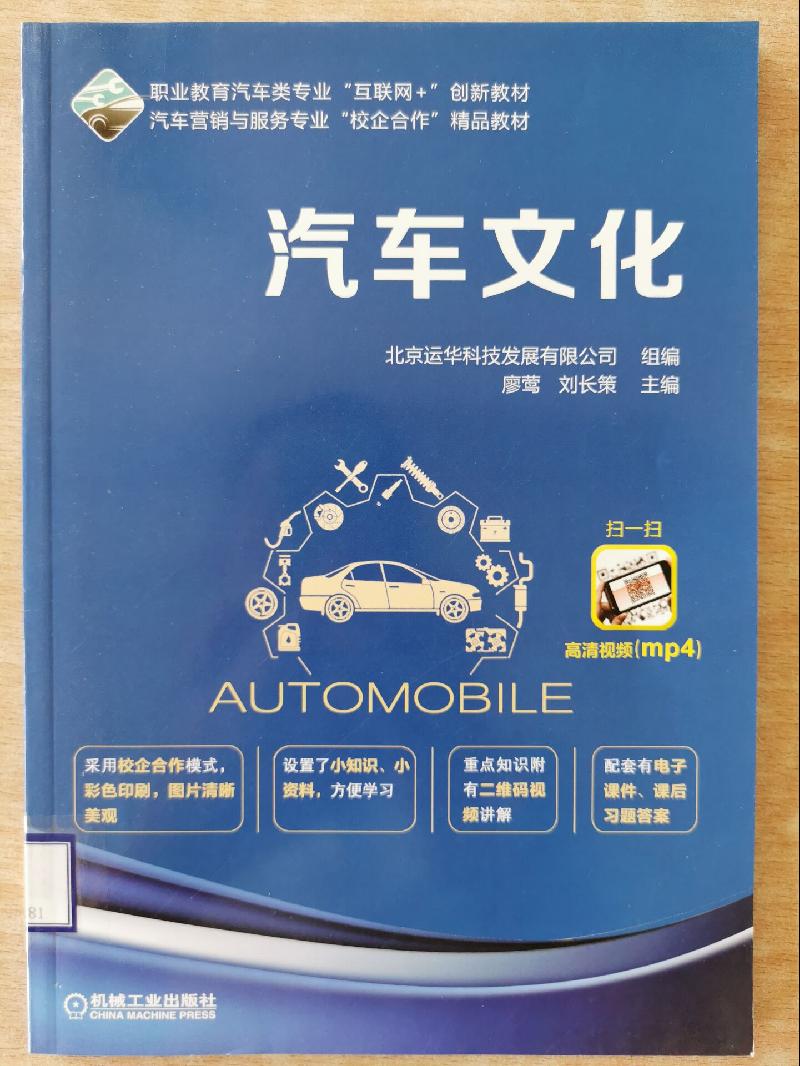 职业教育汽车类专业“互联网+”创新教材
汽车营销与服务专业“校企合作”精品教材
汽车文化
北京运华科技发展有限公司 组编
廖莺 刘长策 主编
扫一扫
高清视频(mp4)
AUTOMOBILE
采用校企合作模式，
彩色印刷，图片清晰
美观
设置了小知识、小
资料，方便学习
重点知识附
有二维码视
频讲解
配套有电子
课件、课后
习题答案
81
机械工业出版社
CHINA MACHINE PRESS